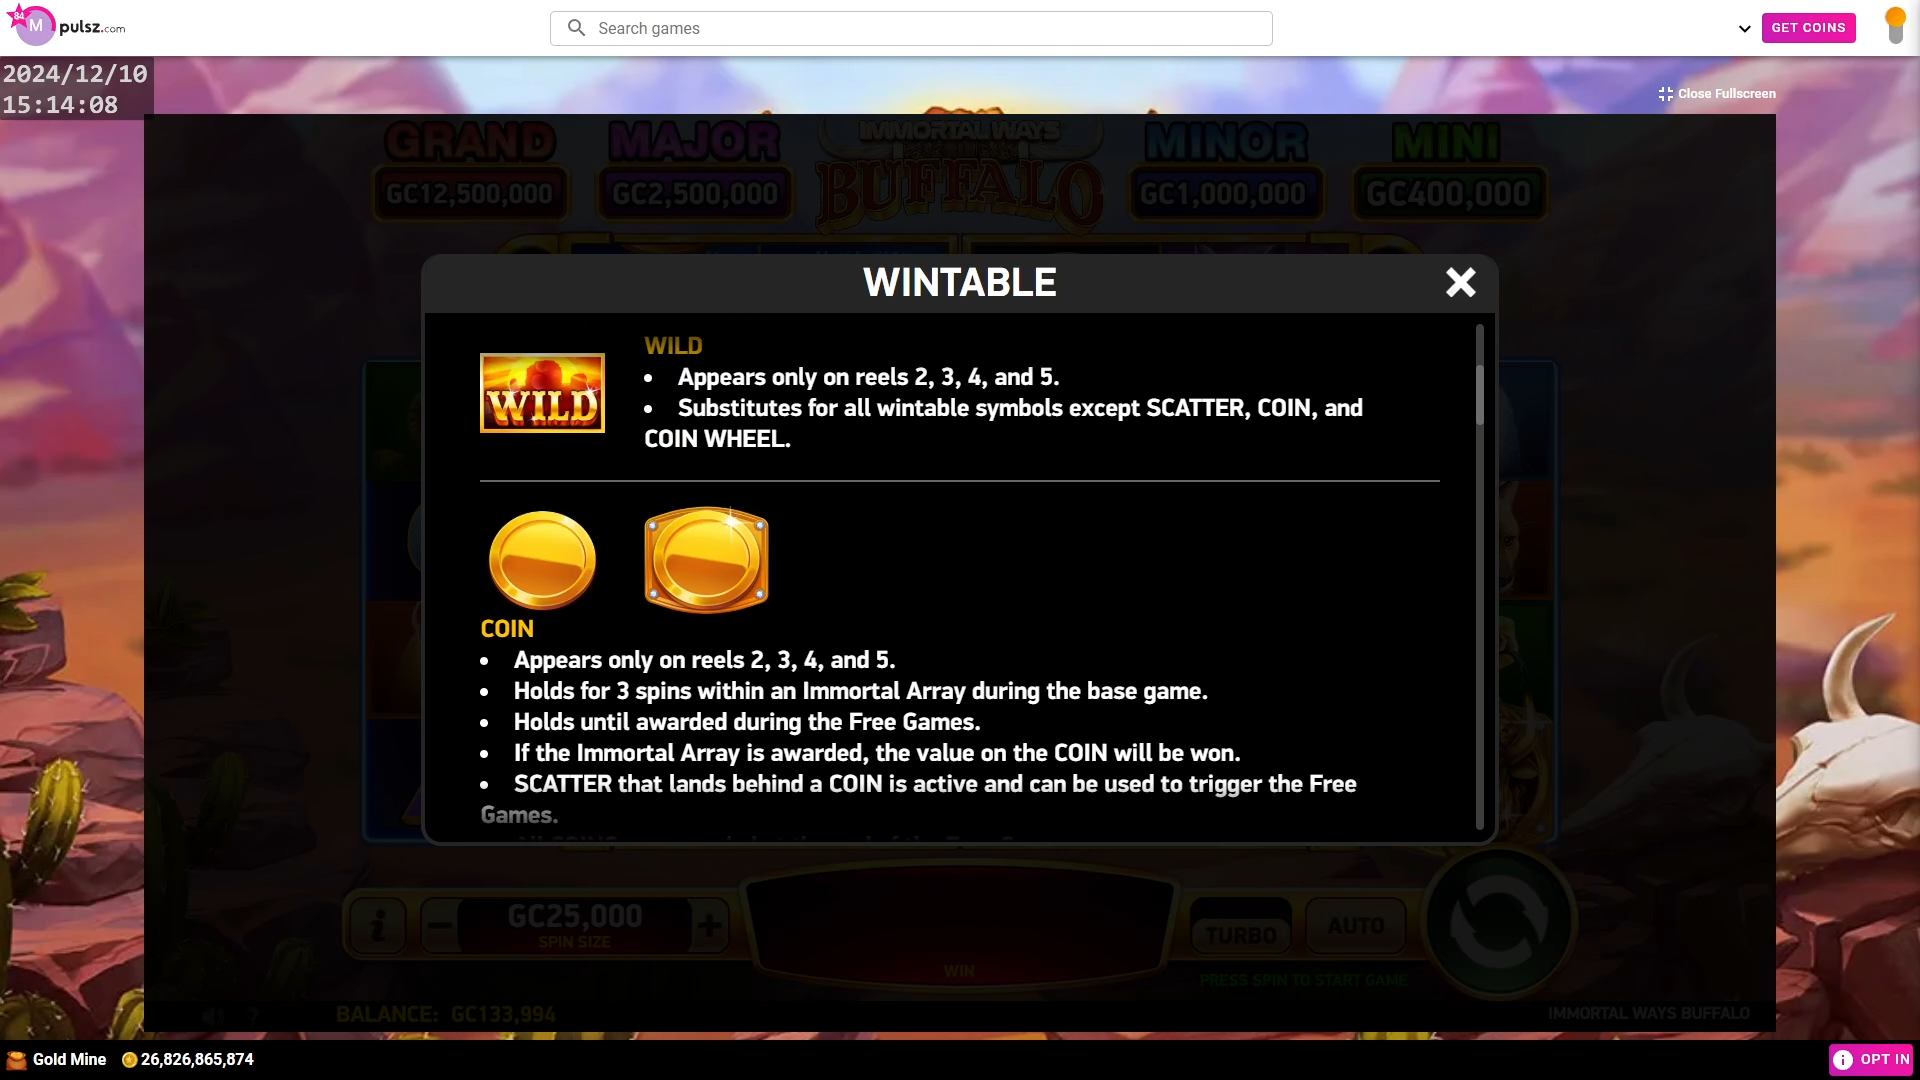 84
M
pulsz.com
Search games
GET COINS
2024/12/10
15:14:08
Close Fullscreen
GRAND
MAJOR
IMMORTAL WAYS
BUFFALO
MINOR
MINI
GC12,500,000
GC2,500,000
GC1,000,000
GC400,000
WINTABLE
WILD
WILD
• Appears only on reels 2, 3, 4, and 5.
• Substitutes for all wintable symbols except SCATTER, COIN, and
COIN WHEEL.
COIN
• Appears only on reels 2, 3, 4, and 5.
• Holds for 3 spins within an Immortal Array during the base game.
• Holds until awarded during the Free Games.
• If the Immortal Array is awarded, the value on the COIN will be won.
• SCATTER that lands behind a COIN is active and can be used to trigger the Free
Games.
i
GC25,000
SPIN SIZE
WIN
TURBO
AUTO
PRESS SPIN TO START GAME
?
BALANCE: GC133,994
IMMORTAL WAYS BUFFALO
Gold Mine
26,826,865,874
OPT IN